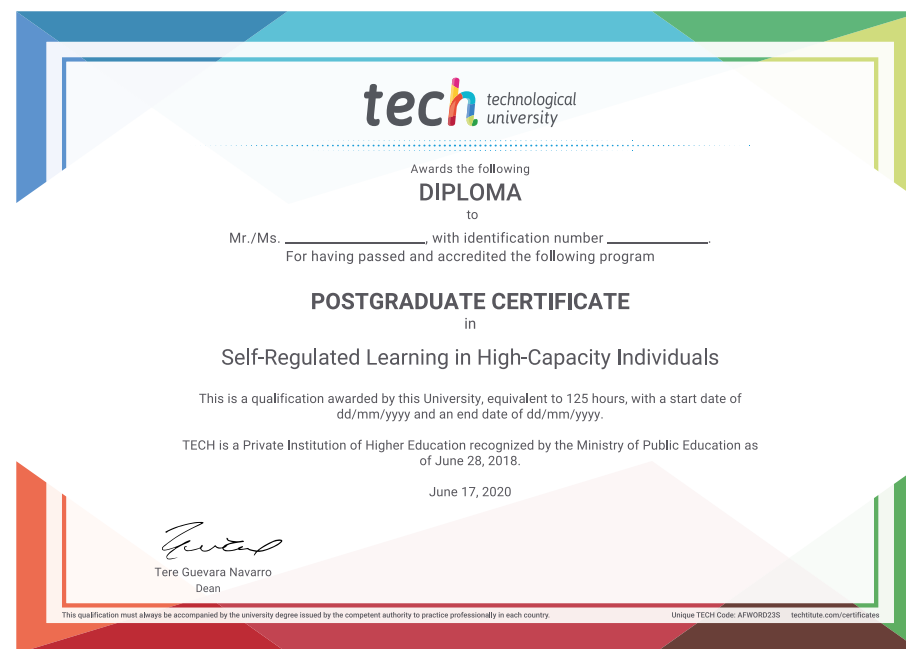 tech technological
university
Awards the following
DIPLOMA
to
Mr./Ms. ____________________, with identification number ______________.
For having passed and accredited the following program
POSTGRADUATE CERTIFICATE
in
Self-Regulated Learning in High-Capacity Individuals
This is a qualification awarded by this University, equivalent to 125 hours, with a start date of
dd/mm/yyyy and an end date of dd/mm/yyyy.
TECH is a Private Institution of Higher Education recognized by the Ministry of Public Education as
of June 28, 2018.
June 17, 2020
Tere Guevara Navarro
Dean
This qualification must always be accompanied by the university degree issued by the competent authority to practice professionally in each country.
Unique TECH Code: AFWORD23S techtitute.com/certificates